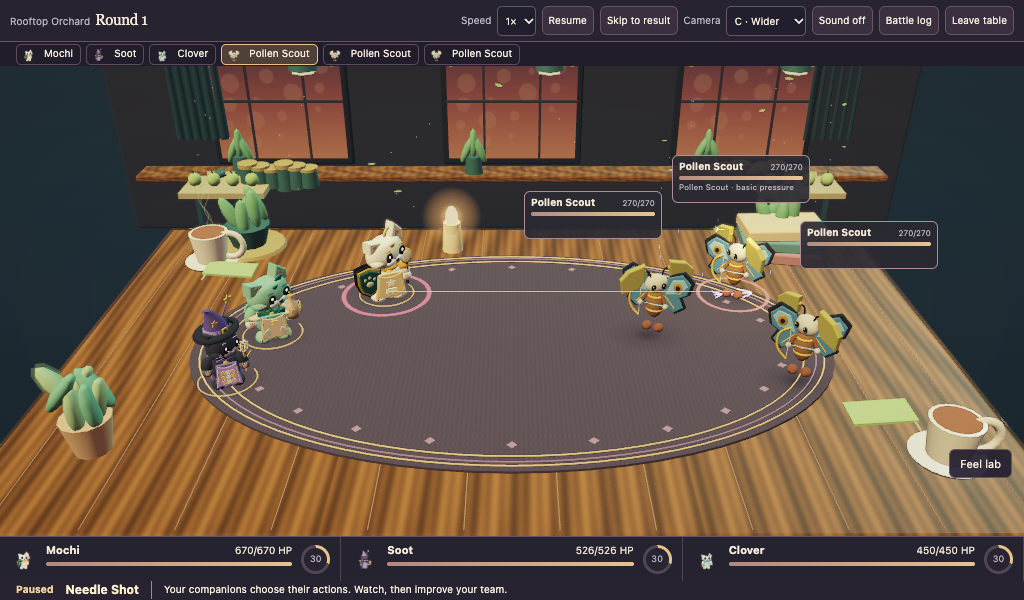 Rooftop Orchard Round 1
Speed 1x Resume Skip to result Camera C · Wider Sound off Battle log Leave table
Mochi Soot Clover Pollen Scout Pollen Scout Pollen Scout
Pollen Scout 270/270
Pollen Scout · basic pressure
Pollen Scout 270/270
Pollen Scout 270/270
Feel lab
Mochi 670/670 HP 30
Soot 526/526 HP 30
Clover 450/450 HP 30
Paused Needle Shot Your companions choose their actions. Watch, then improve your team.